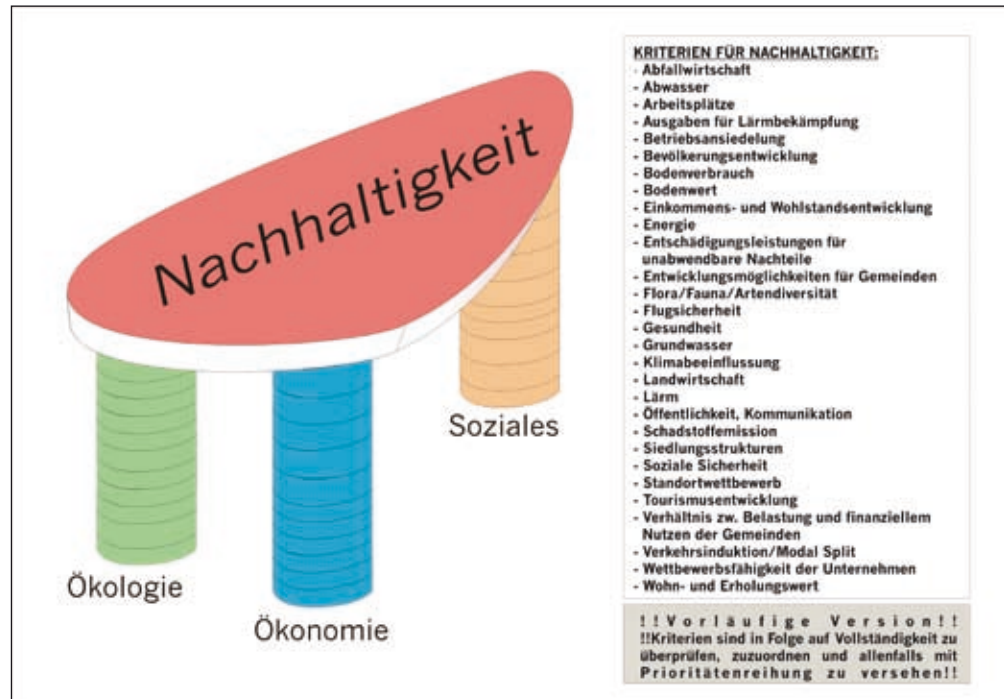 Nachhaltigkeit
Ökologie
Ökonomie
Soziales
KRITERIEN FÜR NACHHALTIGKEIT:
- Abfallwirtschaft
- Abwasser
- Arbeitsplätze
- Ausgaben für Lärmbekämpfung
- Betriebsansiedelung
- Bevölkerungsentwicklung
- Bodenverbrauch
- Bodenwert
- Einkommens- und Wohlstandsentwicklung
- Energie
- Entschädigungsleistungen für
unabwendbare Nachteile
- Entwicklungsmöglichkeiten für Gemeinden
- Flora/Fauna/Artendiversität
- Flugsicherheit
- Gesundheit
- Grundwasser
- Klimabeeinflussung
- Landwirtschaft
- Lärm
- Öffentlichkeit, Kommunikation
- Schadstoffemission
- Siedlungsstrukturen
- Soziale Sicherheit
- Standortwettbewerb
- Tourismusentwicklung
- Verhältnis zw. Belastung und finanziellem
Nutzen der Gemeinden
- Verkehrsinduktion/Modal Split
- Wettbewerbsfähigkeit der Unternehmen
- Wohn- und Erholungswert
!!Vorläufige Version!!
!!Kriterien sind in Folge auf Vollständigkeit zu
überprüfen, zuzuordnen und allenfalls mit
Prioritätenreihung zu versehen!!